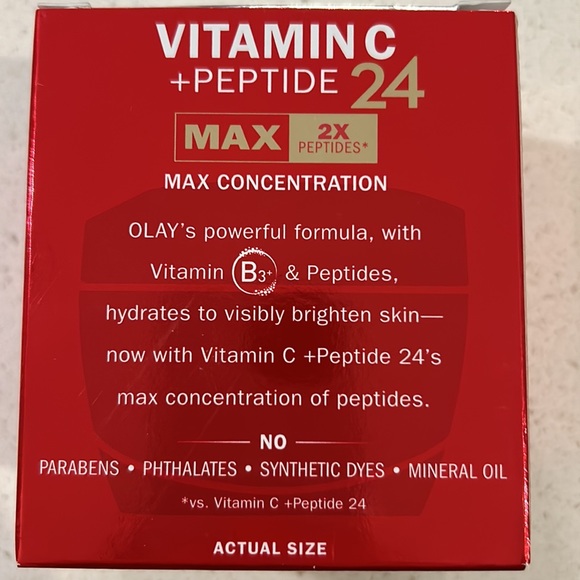 VITAMIN C
+PEPTIDE 24
MAX 2X
PEPTIDES*
MAX CONCENTRATION
OLAY’s powerful formula, with
Vitamin B3+ & Peptides,
hydrates to visibly brighten skin—
now with Vitamin C +Peptide 24’s
max concentration of peptides.
NO
PARABENS • PHTHALATES • SYNTHETIC DYES • MINERAL OIL
*vs. Vitamin C +Peptide 24
ACTUAL SIZE